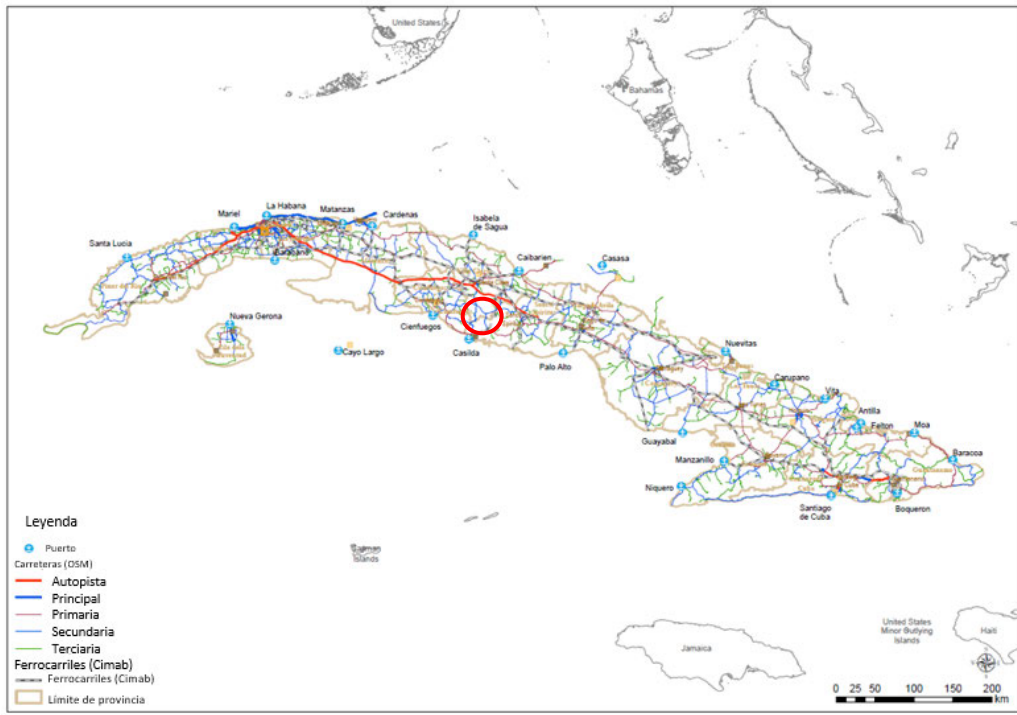 United States
Bahamas
La Habana
Mariel
Matanzas
Cardenas
Isabela
de Sagua
Santa Lucia
Caibarien
Casasa
Nueva Gerona
Cienfuegos
Cayo Largo
Casilda
Palo Alto
Nuevitas
Carupano
Vita
Antilla
Felton
Moa
Guayabal
Manzanillo
Baracoa
Niquero
Santiago
de Cuba
Boqueron
Leyenda
Puerto
Carreteras (OSM)
Autopista
Principal
Primaria
Secundaria
Terciaria
Ferrocarriles (Cimab)
Ferrocarriles (Cimab)
Límite de provincia
Cayman
Islands
Jamaica
United States
Minor Outlying
Islands
Haiti
0 25 50 100 150 200
km